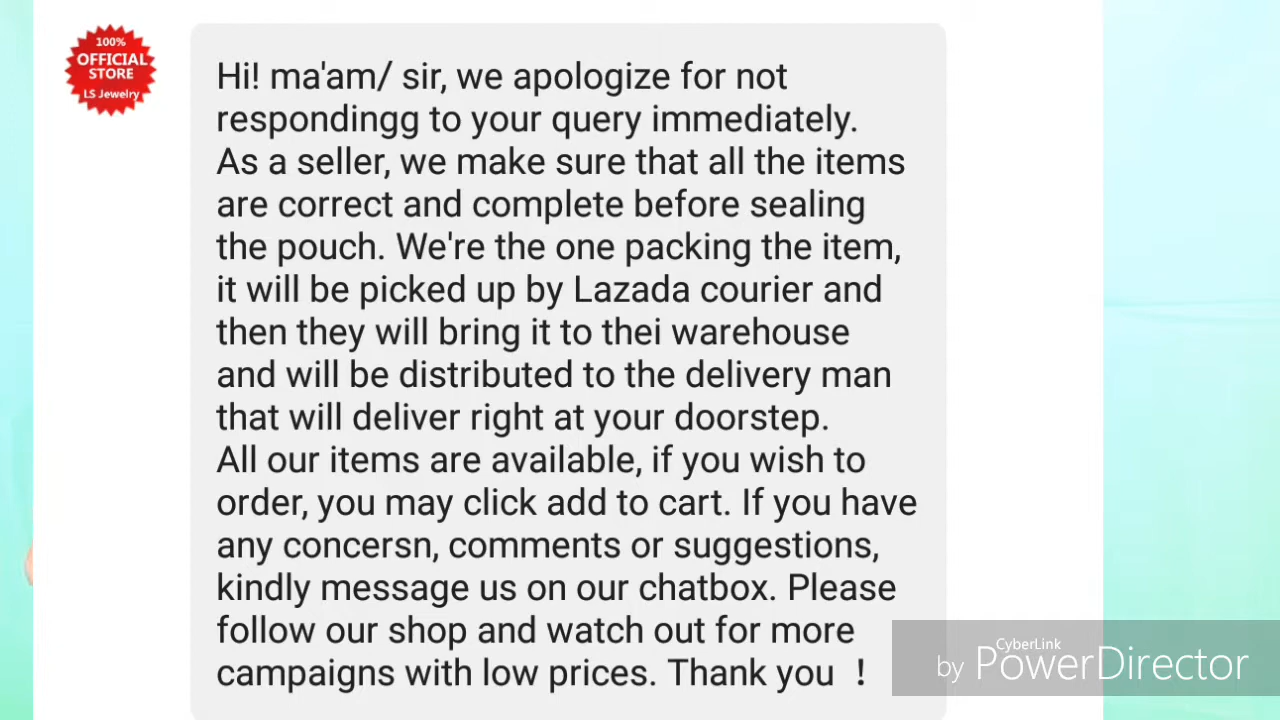 100%
OFFICIAL
STORE
LS Jewelry
Hi! ma'am/ sir, we apologize for not
respondingg to your query immediately.
As a seller, we make sure that all the items
are correct and complete before sealing
the pouch. We're the one packing the item,
it will be picked up by Lazada courier and
then they will bring it to thei warehouse
and will be distributed to the delivery man
that will deliver right at your doorstep.
All our items are available, if you wish to
order, you may click add to cart. If you have
any concersn, comments or suggestions,
kindly message us on our chatbox. Please
follow our shop and watch out for more
campaigns with low prices. Thank you ！
CyberLink
by PowerDirector